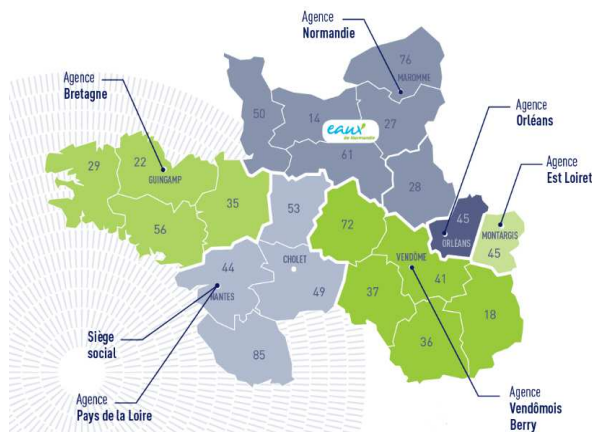 Agence
Normandie
76
MAROMME
Agence
Bretagne
50
14
27
eaux
de Normandie
61
Agence
Orléans
29
22
GUINGAMP
28
Agence
Est Loiret
35
53
45
56
72
ORLÉANS
MONTARGIS
45
CHOLET
VENDÔME
44
41
NANTES
49
37
18
Siège
social
36
85
Agence
Pays de la Loire
Agence
Vendômois
Berry